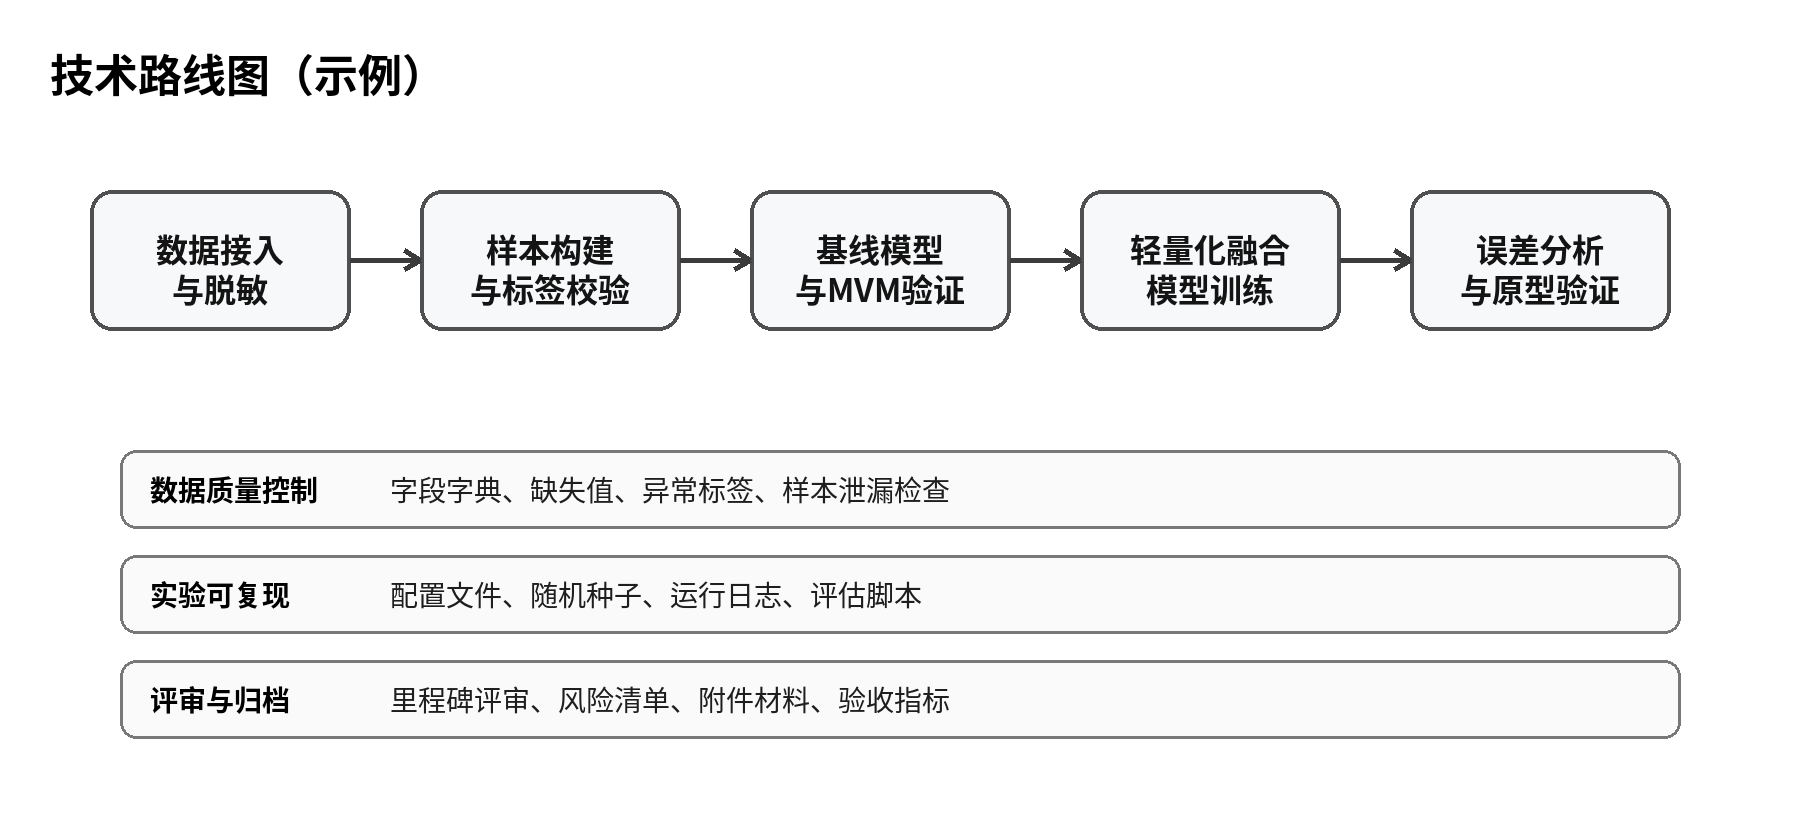 技术路线图（示例）
数据接入
与脱敏
样本构建
与标签校验
基线模型
与MVM验证
轻量化融合
模型训练
误差分析
与原型验证
数据质量控制 字段字典、缺失值、异常标签、样本泄漏检查
实验可复现 配置文件、随机种子、运行日志、评估脚本
评审与归档 里程碑评审、风险清单、附件材料、验收指标